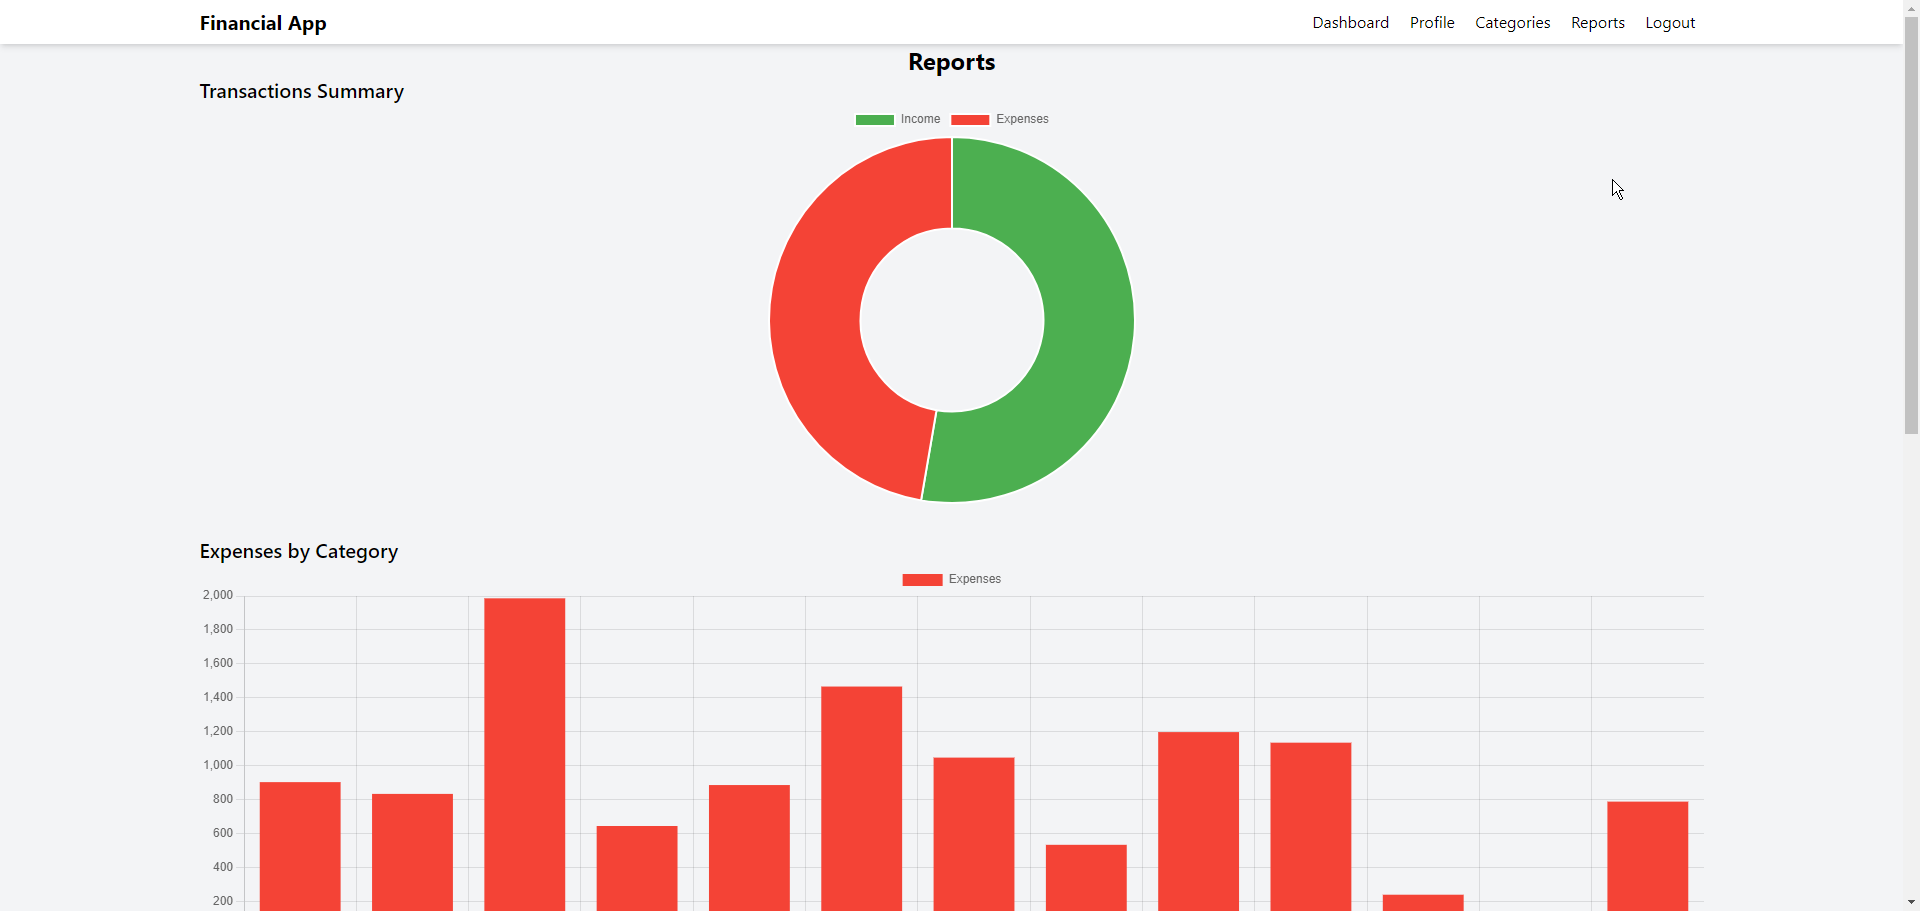 Financial App
Dashboard Profile Categories Reports Logout
Reports
Transactions Summary
Income Expenses
Expenses by Category
Expenses
2,000
1,800
1,600
1,400
1,200
1,000
800
600
400
200